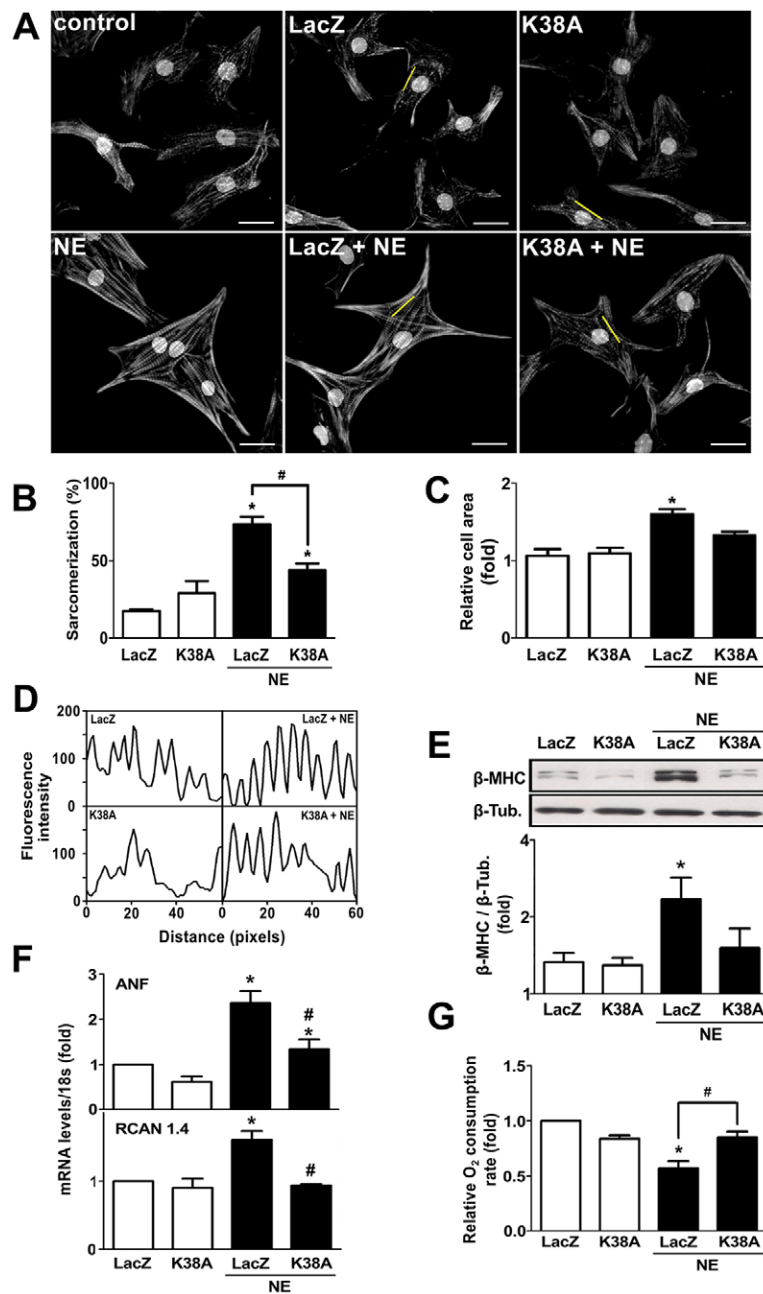 A
control
LacZ
K38A
NE
LacZ + NE
K38A + NE
B
Sarcomerization (%)
100
50
0
#
*
*
LacZ K38A LacZ K38A
NE
C
Relative cell area
(fold)
2
1
0
*
LacZ K38A LacZ K38A
NE
D
Fluorescence
intensity
200
100
0
100
0
LacZ
LacZ + NE
K38A
K38A + NE
0 20 40 0 20 40 60
Distance (pixels)
E
NE
LacZ K38A LacZ K38A
β-MHC
β-Tub.
β-MHC / β-Tub.
(fold)
4
2
1
*
LacZ K38A LacZ K38A
NE
F
mRNA levels/18s (fold)
ANF
3
2
1
0
*
#
*
RCAN 1.4
1
0
*
#
LacZ K38A LacZ K38A
NE
G
Relative O₂ consumption
rate (fold)
1.5
1.0
0.5
0.0
#
*
LacZ K38A LacZ K38A
NE